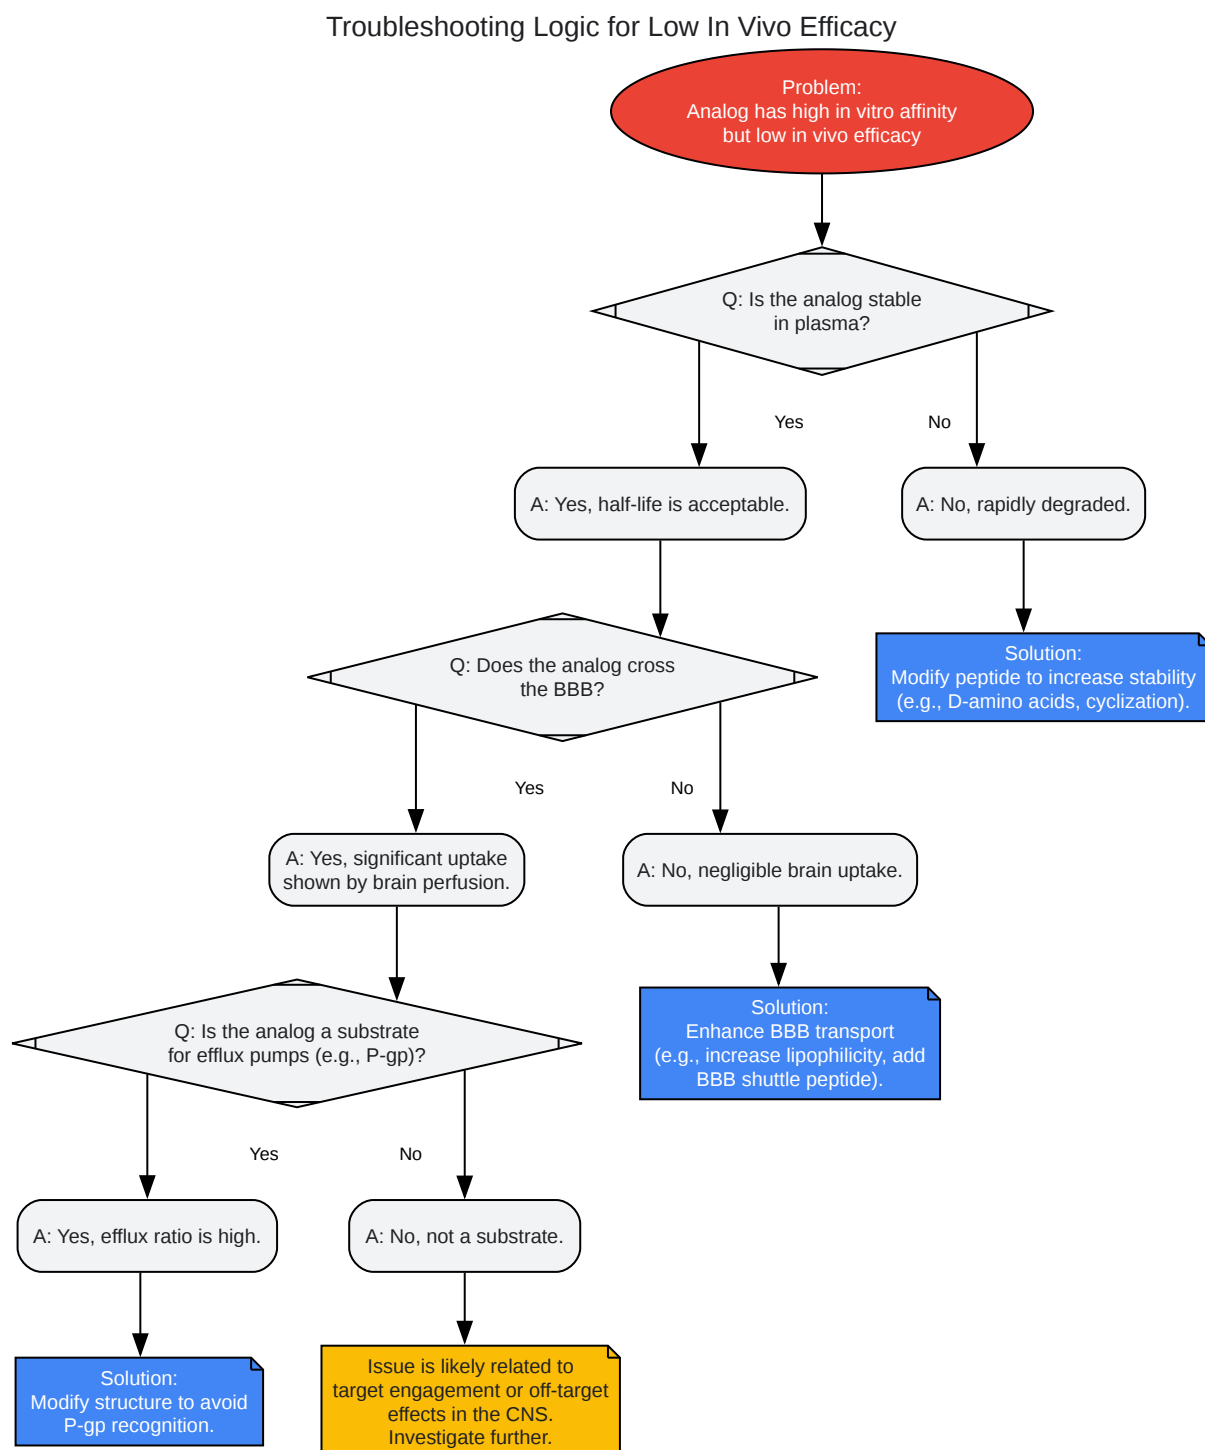 Troubleshooting Logic for Low In Vivo Efficacy
Problem:
Analog has high in vitro affinity
but low in vivo efficacy
Q: Is the analog stable
in plasma?
Yes
No
A: Yes, half-life is acceptable.
A: No, rapidly degraded.
Q: Does the analog cross
the BBB?
Solution:
Modify peptide to increase stability
(e.g., D-amino acids, cyclization).
Yes
No
A: Yes, significant uptake
shown by brain perfusion.
A: No, negligible brain uptake.
Q: Is the analog a substrate
for efflux pumps (e.g., P-gp)?
Solution:
Enhance BBB transport
(e.g., increase lipophilicity, add
BBB shuttle peptide).
Yes
No
A: Yes, efflux ratio is high.
A: No, not a substrate.
Solution:
Modify structure to avoid
P-gp recognition.
Issue is likely related to
target engagement or off-target
effects in the CNS.
Investigate further.